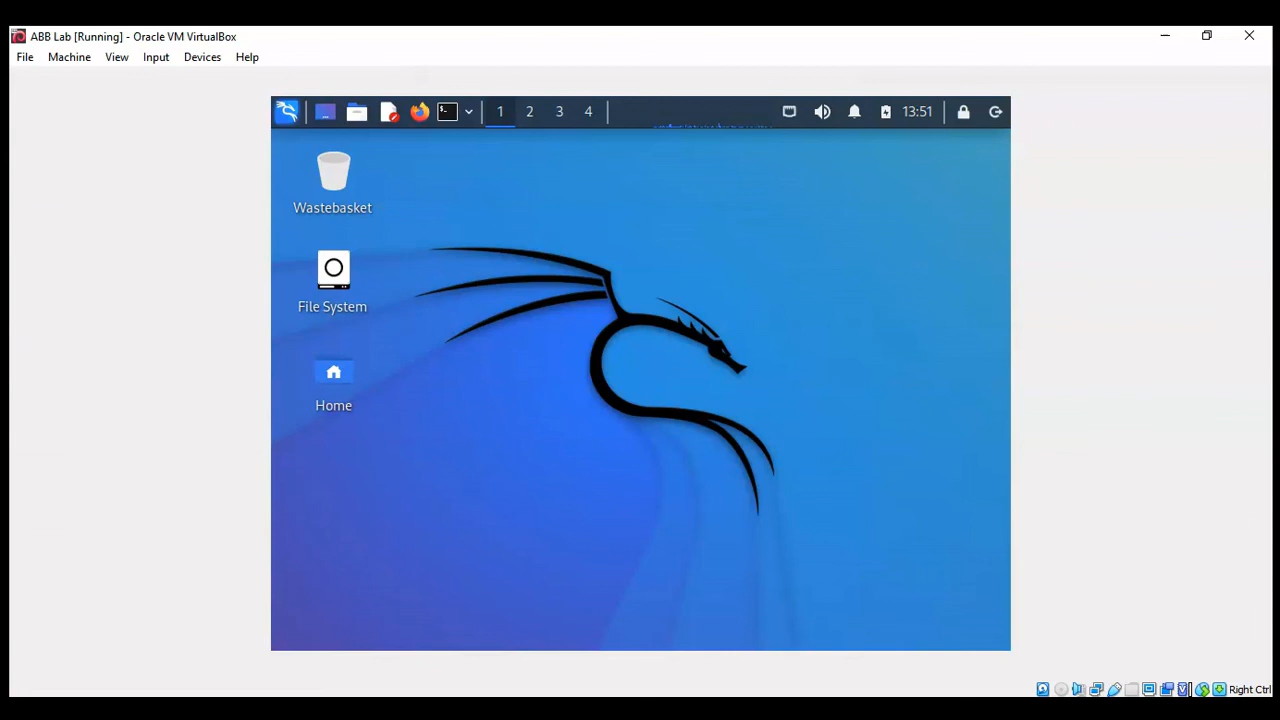 ABB Lab [Running] - Oracle VM VirtualBox
File Machine View Input Devices Help
1 2 3 4 13:51
Wastebasket
File System
Home
Right Ctrl